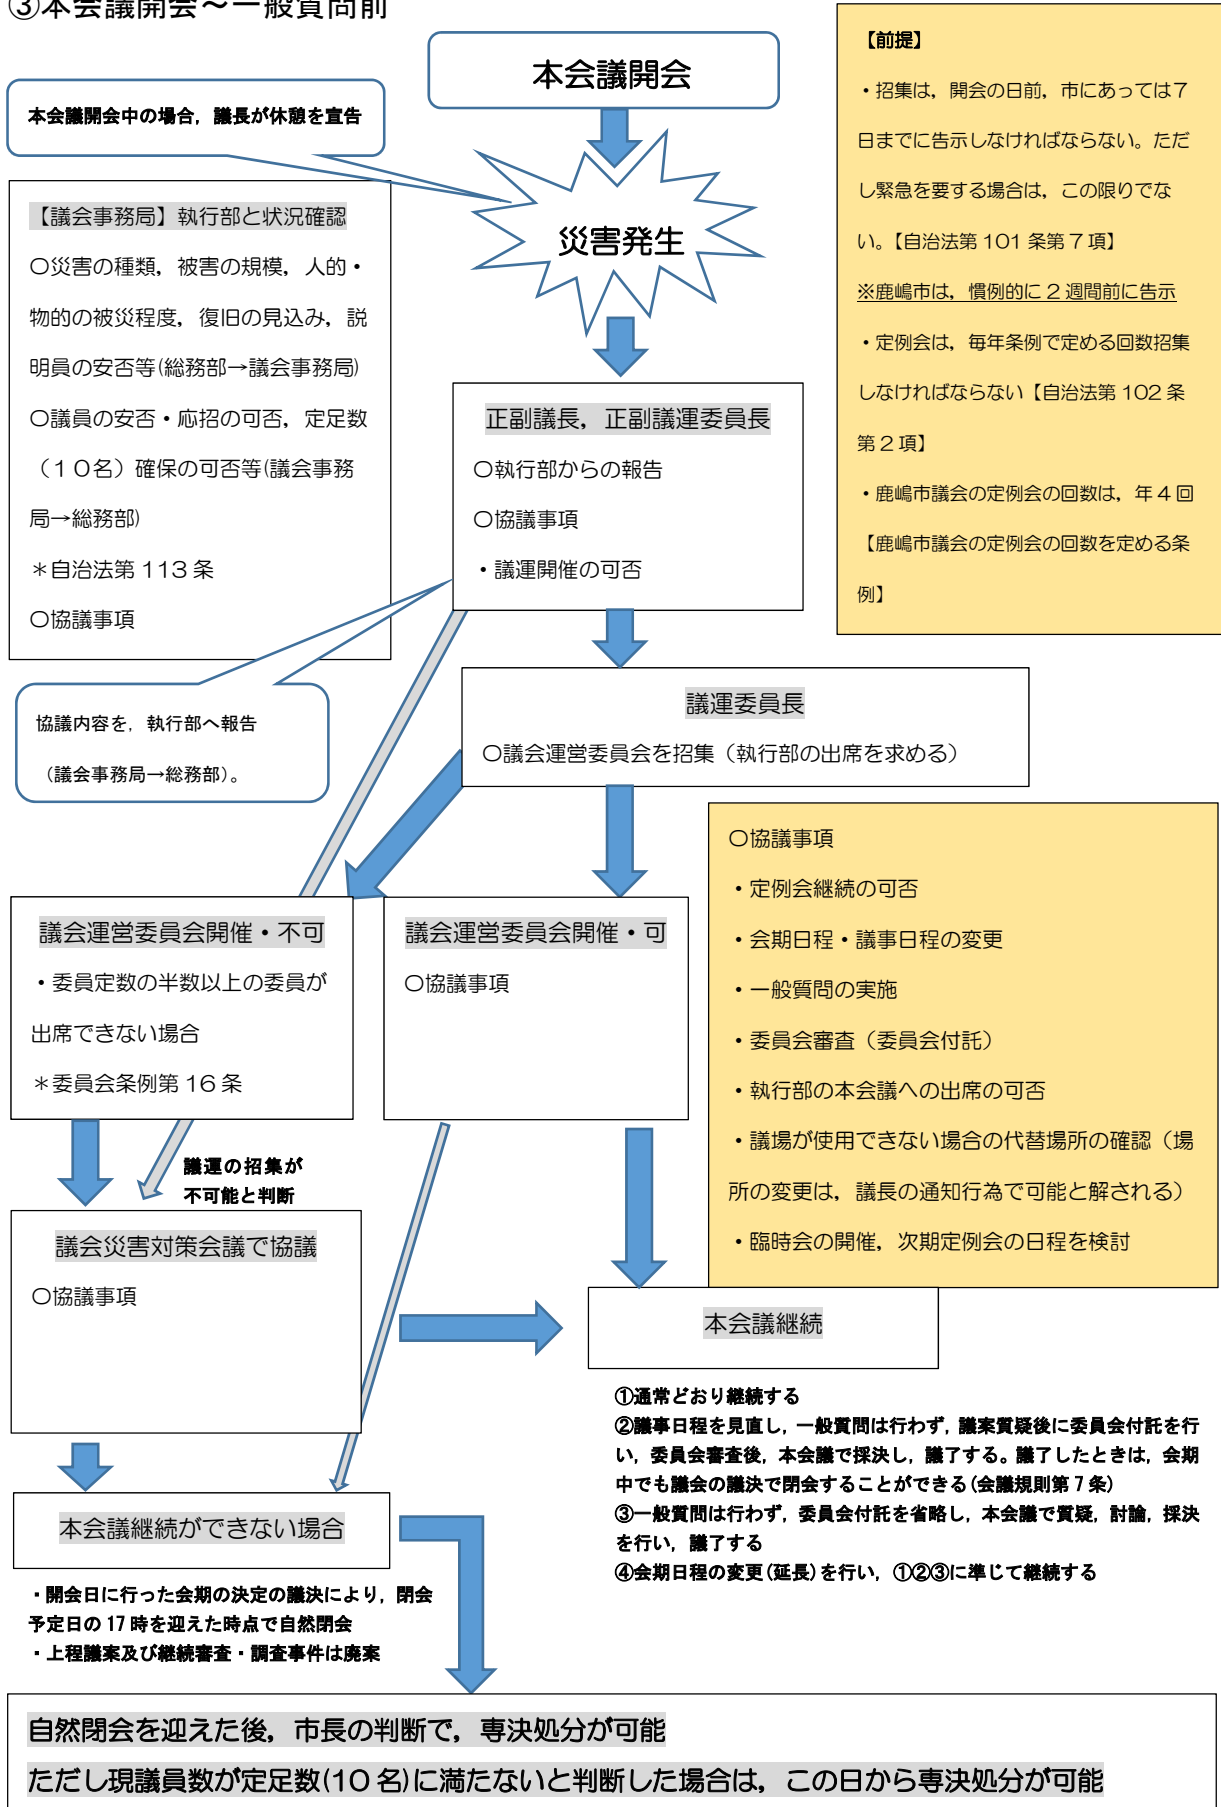 ③本会議開会～一般質問前
本会議開会
本会議開会中の場合，議長が休憩を宣告
災害発生
【前提】
・招集は，開会の日前，市にあっては７
日までに告示しなければならない。ただ
し緊急を要する場合は，この限りでな
い。【自治法第 101 条第７項】
※鹿嶋市は，慣例的に２週間前に告示
・定例会は，毎年条例で定める回数招集
しなければならない【自治法第 102 条
第２項】
・鹿嶋市議会の定例会の回数は，年４回
【鹿嶋市議会の定例会の回数を定める条
例】
【議会事務局】執行部と状況確認
〇災害の種類，被害の規模，人的・
物的の被災程度，復旧の見込み，説
明員の安否等(総務部→議会事務局)
〇議員の安否・応招の可否，定足数
（１０名）確保の可否等(議会事務
局→総務部)
＊自治法第 113 条
〇協議事項
正副議長，正副議運委員長
〇執行部からの報告
〇協議事項
・議運開催の可否
協議内容を，執行部へ報告
（議会事務局→総務部）。
議運委員長
〇議会運営委員会を招集（執行部の出席を求める）
〇協議事項
・定例会継続の可否
・会期日程・議事日程の変更
・一般質問の実施
・委員会審査（委員会付託）
・執行部の本会議への出席の可否
・議場が使用できない場合の代替場所の確認（場
所の変更は，議長の通知行為で可能と解される）
・臨時会の開催，次期定例会の日程を検討
議会運営委員会開催・不可
・委員定数の半数以上の委員が
出席できない場合
＊委員会条例第 16 条
議会運営委員会開催・可
〇協議事項
議運の招集が
不可能と判断
議会災害対策会議で協議
〇協議事項
本会議継続
①通常どおり継続する
②議事日程を見直し，一般質問は行わず，議案質疑後に委員会付託を行
い，委員会審査後，本会議で採決し，議了する。議了したときは，会期
中でも議会の議決で閉会することができる(会議規則第７条)
③一般質問は行わず，委員会付託を省略し，本会議で質疑，討論，採決
を行い，議了する
④会期日程の変更(延長)を行い，①②③に準じて継続する
本会議継続ができない場合
・開会日に行った会期の決定の議決により，閉会
予定日の 17 時を迎えた時点で自然閉会
・上程議案及び継続審査・調査事件は廃案
自然閉会を迎えた後，市長の判断で，専決処分が可能
ただし現議員数が定足数(10 名)に満たないと判断した場合は，この日から専決処分が可能